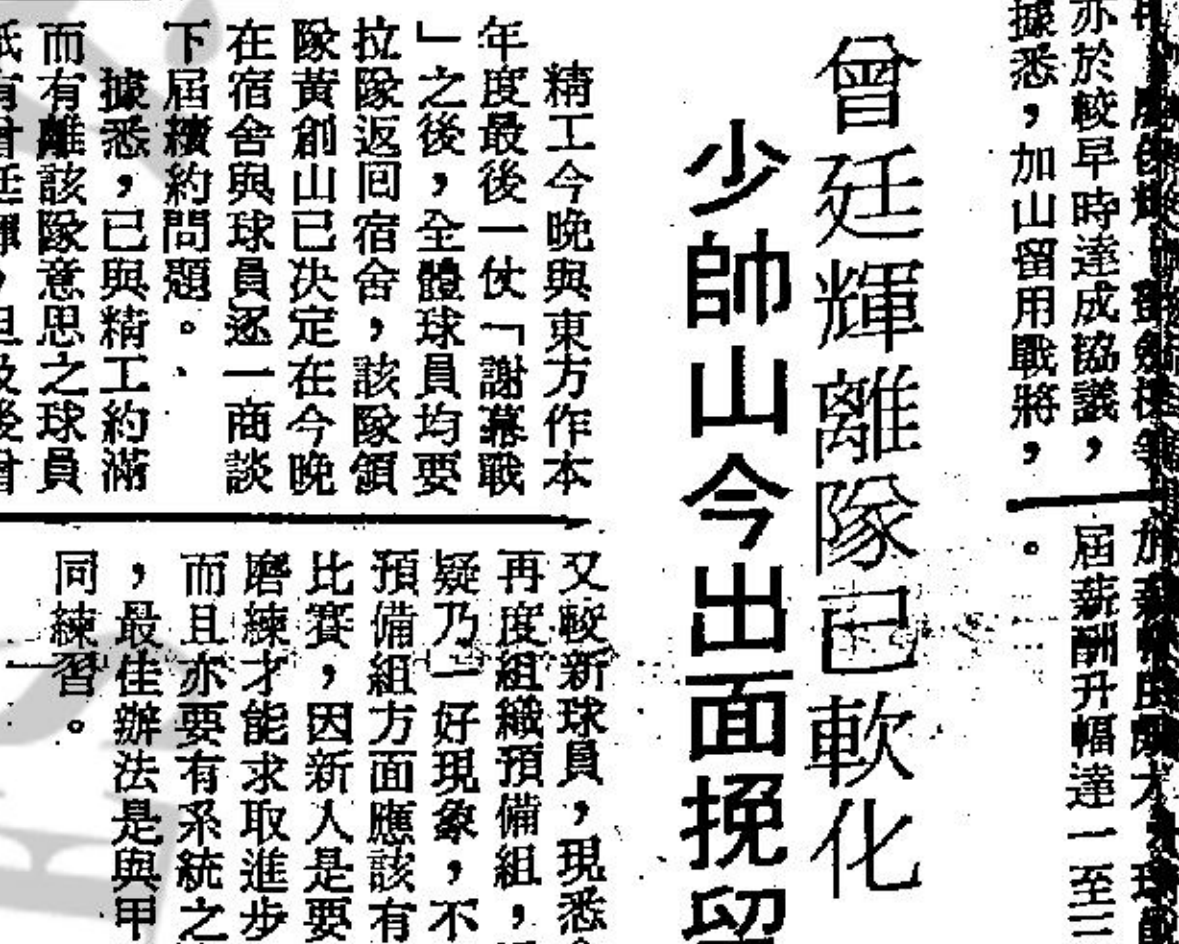 亦於較早時達成協議，
據悉，加山留用戰將，
屆薪酬升幅達一至三
。
曾廷輝離隊已軟化
少帥山今出面挽留
精工今晚與東方作本
年度最後一仗「謝幕戰
」之後，全體球員均要
拉隊返回宿舍，該隊領
隊黃創山已決定在今晚
在宿舍與球員逐一商談
下屆續約問題。
據悉，已與精工約滿
而有離該隊意思之球員
又較新球員，現悉
再度組織預備組，
疑乃一好現象，不
預備組方面應該有
比賽，因新人是要
磨練才能求取進步
而且亦要有系統之
，最佳辦法是與甲
同練習。